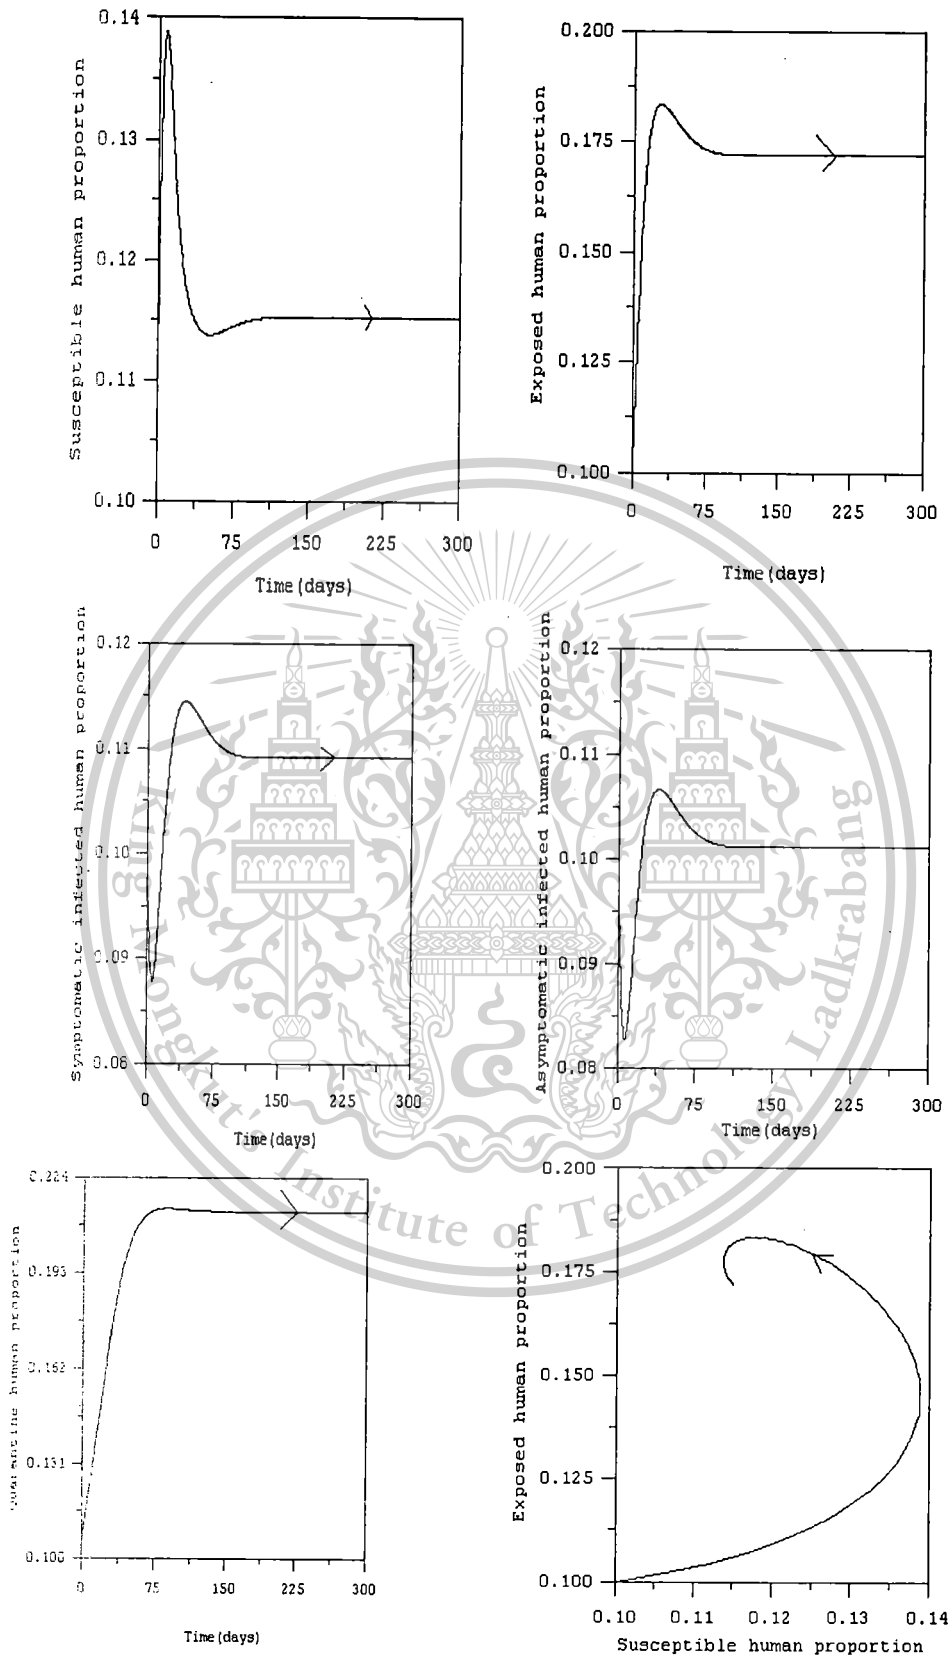 0.14
0.13
0.12
0.11
0.10
Susceptible human proportion
0 75 150 225 300
Time(days)
0.200
0.175
0.150
0.125
0.100
Exposed human proportion
0 75 150 225 300
Time(days)
0.12
0.11
0.10
0.09
0.08
Symptomatic infected human proportion
0 75 150 225 300
Time(days)
0.12
0.11
0.10
0.09
0.08
Asymptomatic infected human proportion
0 75 150 225 300
Time(days)
0.193
0.162
0.131
0.100
human proportion
0 75 150 225 300
Time(days)
0.200
0.175
0.150
0.125
0.100
Exposed human proportion
0.10 0.11 0.12 0.13 0.14
Susceptible human proportion
King Mongkut's Institute of Technology Ladkrabang